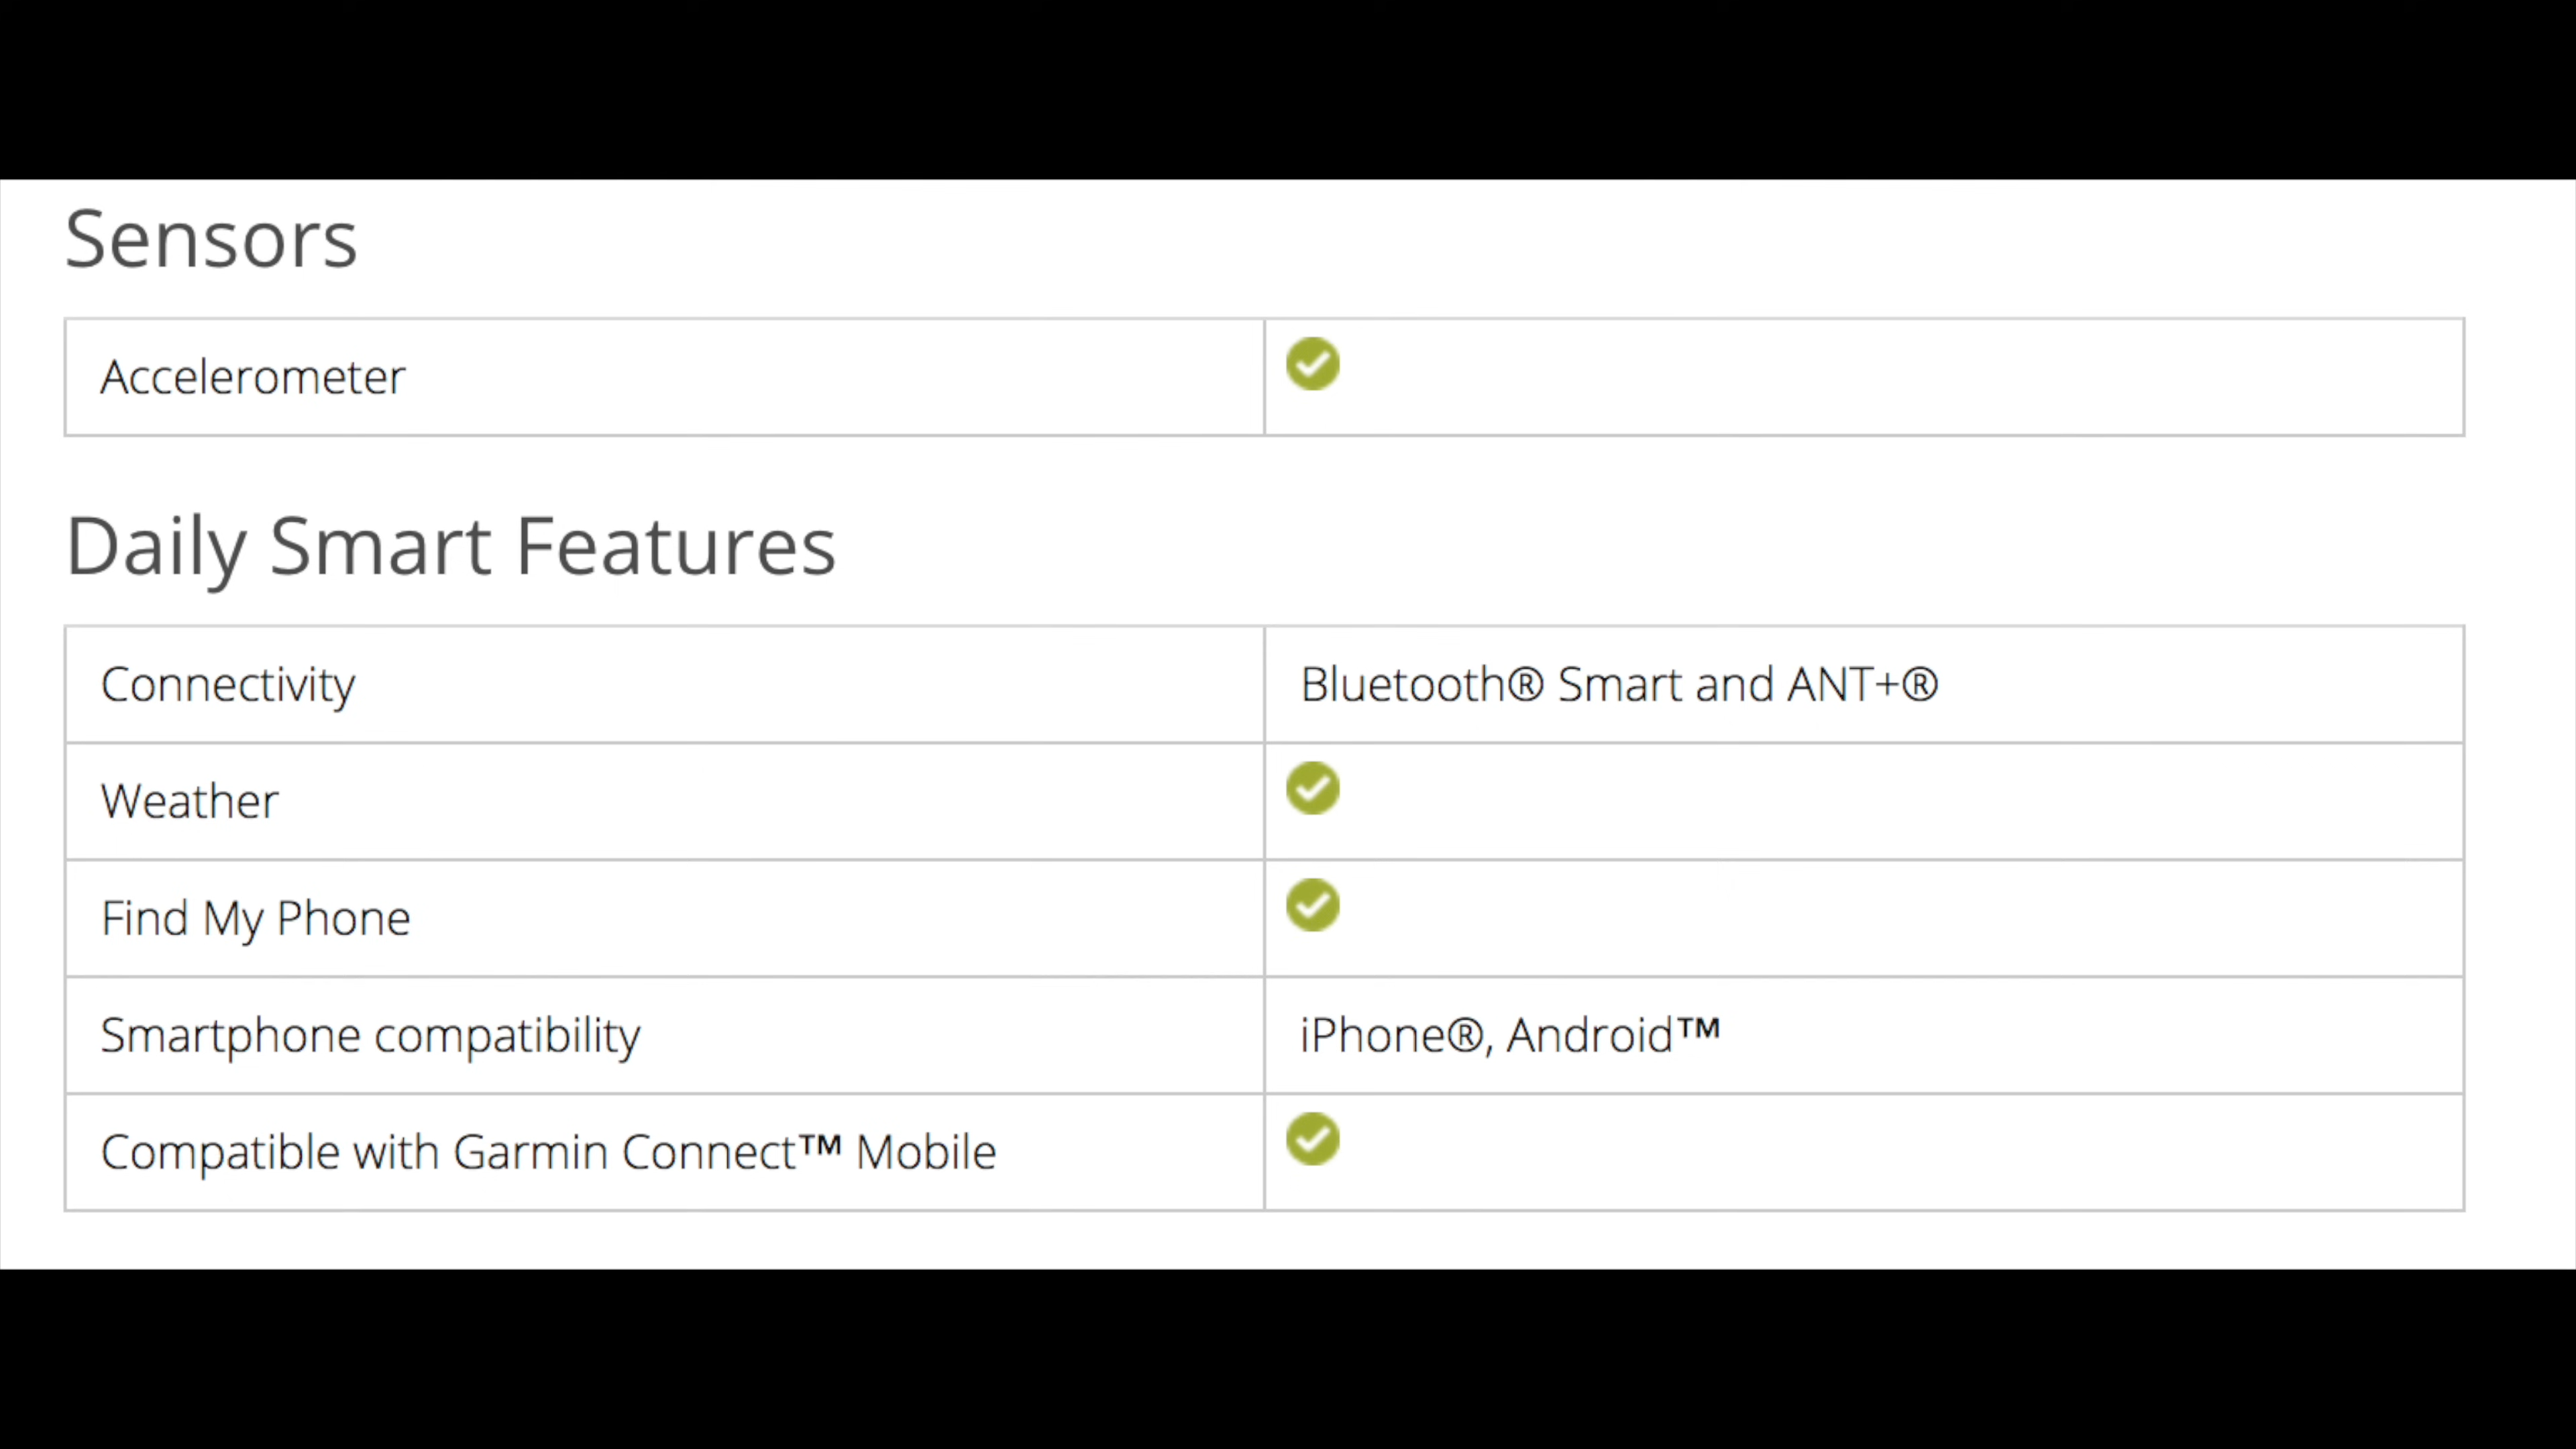 Sensors
Accelerometer
Daily Smart Features
Connectivity Bluetooth® Smart and ANT+®
Weather
Find My Phone
Smartphone compatibility iPhone®, Android™
Compatible with Garmin Connect™ Mobile